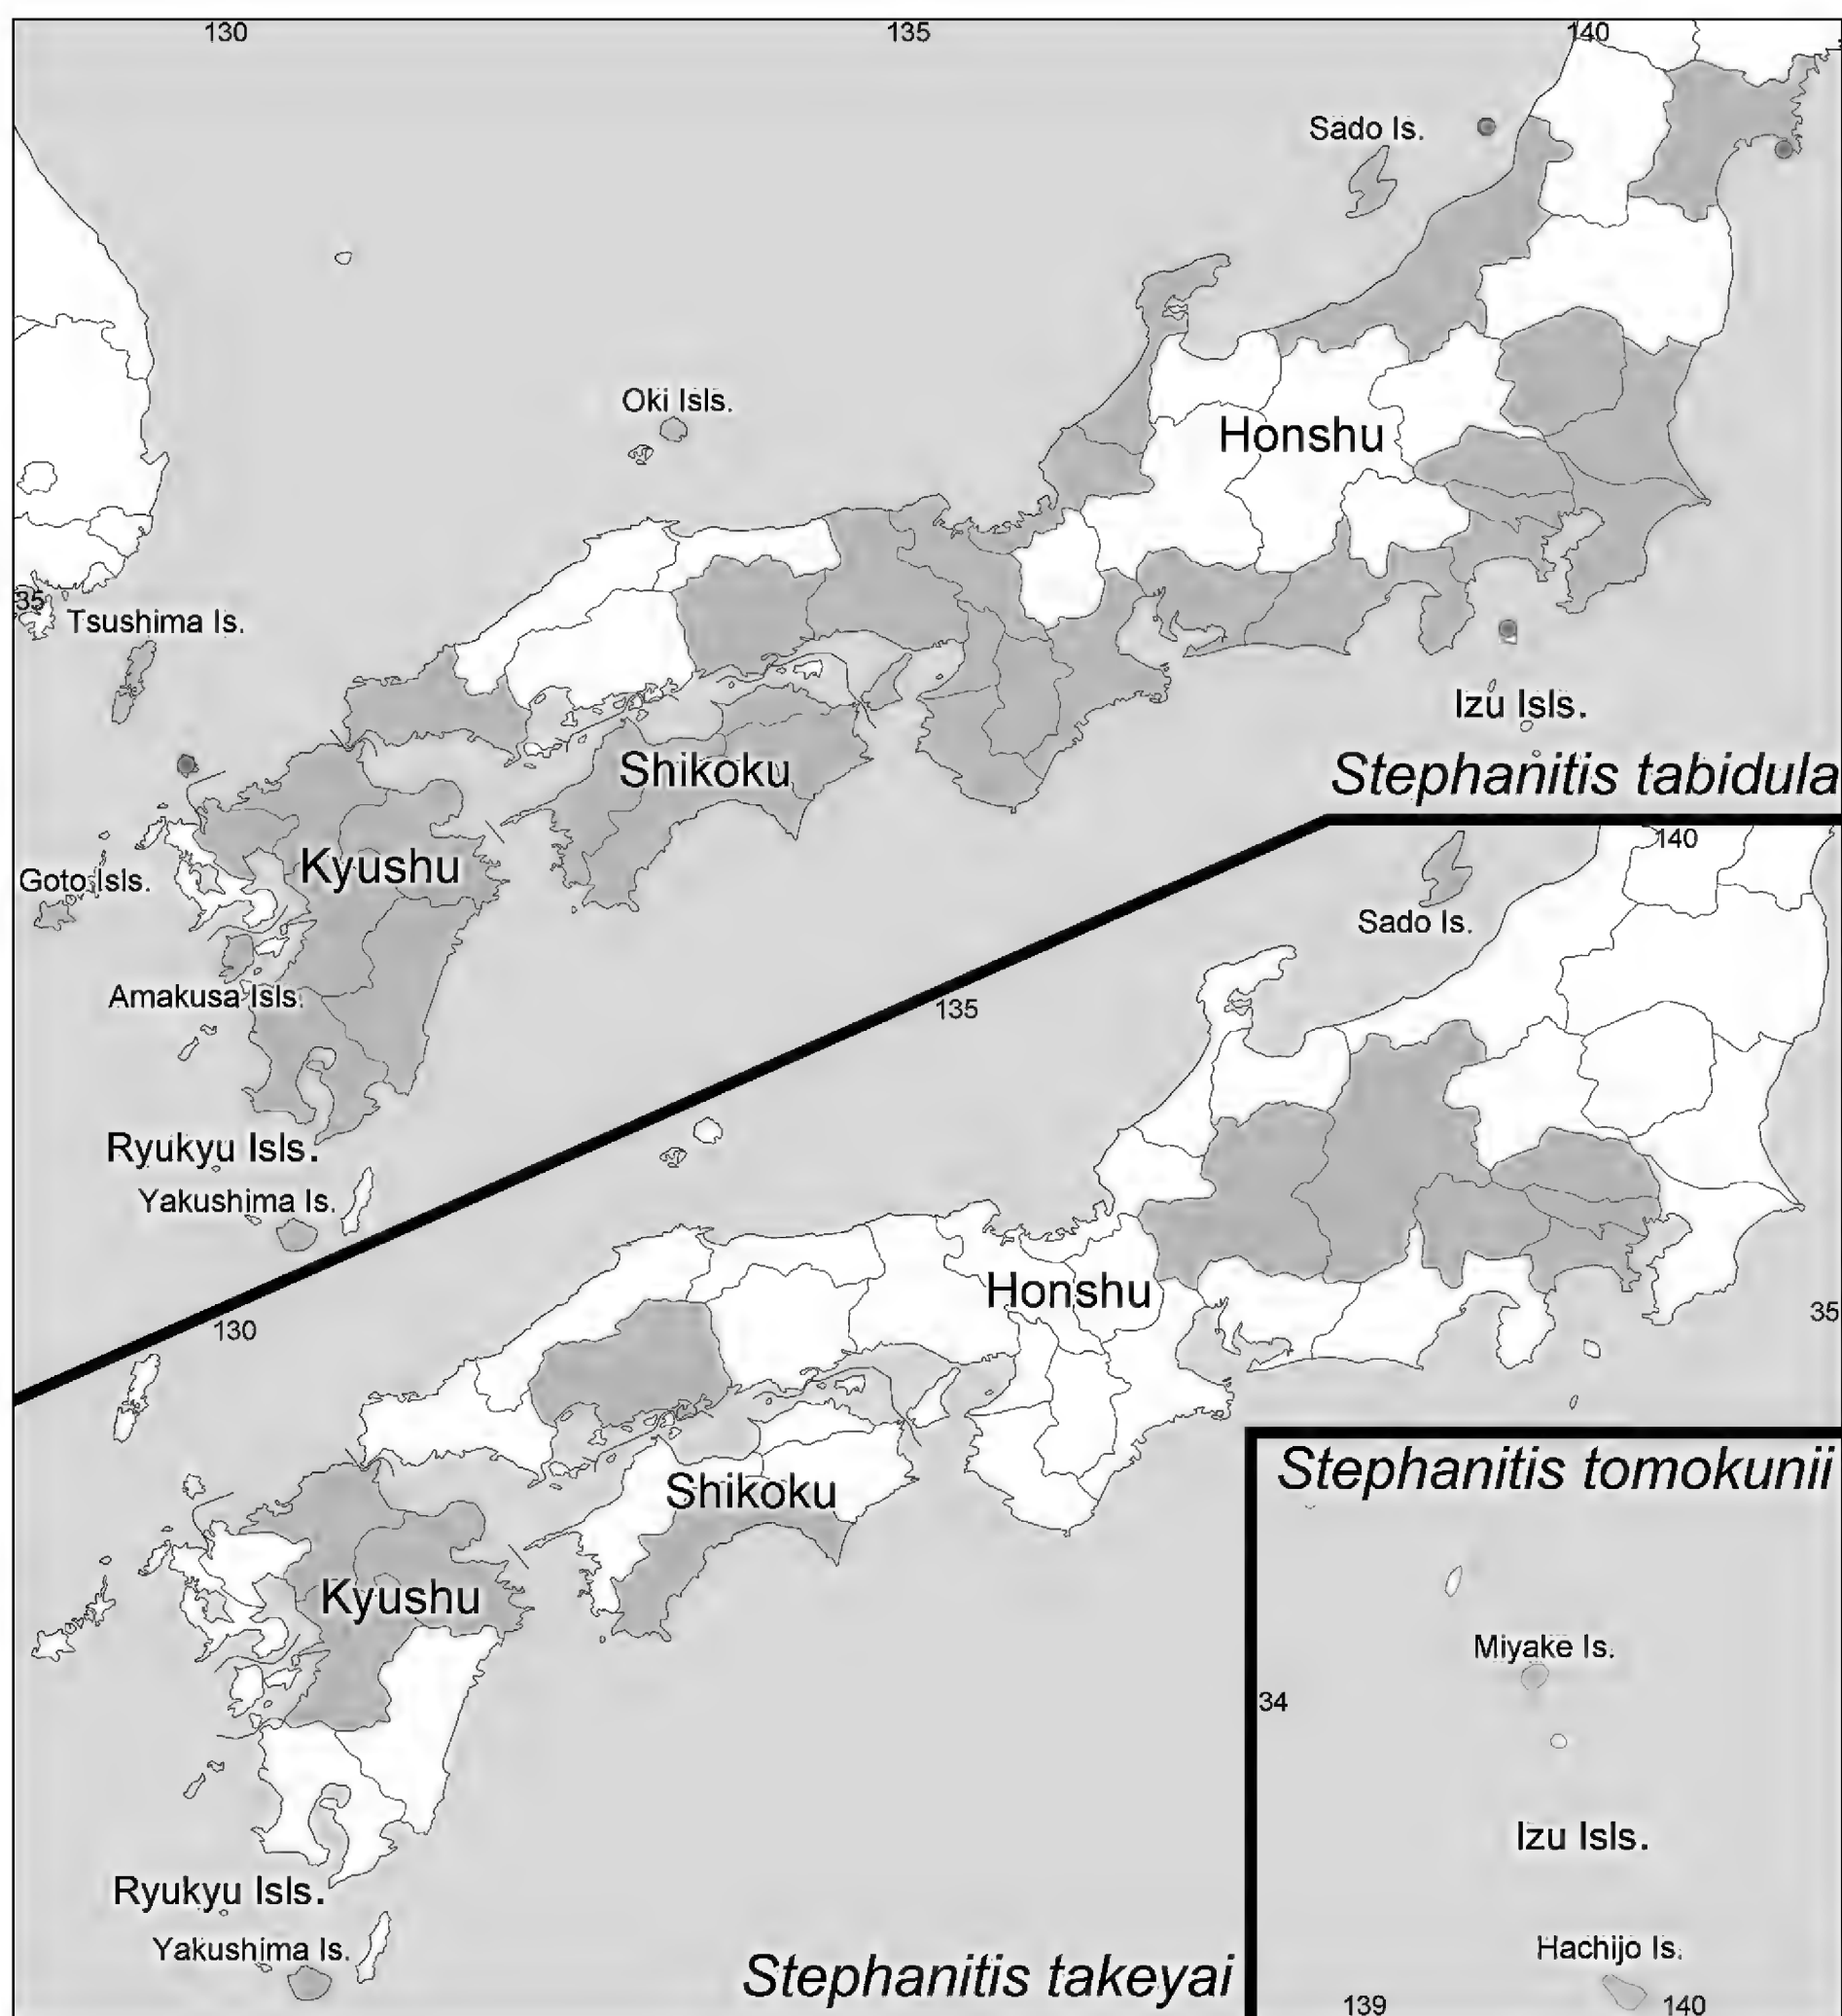 130
135
140
Sado Is.
Oki Isls.
Honshu
35
Tsushima Is.
Izu Isls.
Shikoku
Stephanitis tabidula
140
Kyushu
Goto Isls.
Sado Is.
Amakusa Isls.
135
Ryukyu Isls.
Yakushima Is.
Honshu
35
130
Stephanitis tomokunii
Shikoku
Kyushu
Miyake Is.
34
Izu Isls.
Ryukyu Isls.
Yakushima Is.
Hachijo Is.
Stephanitis takeyai
139
140